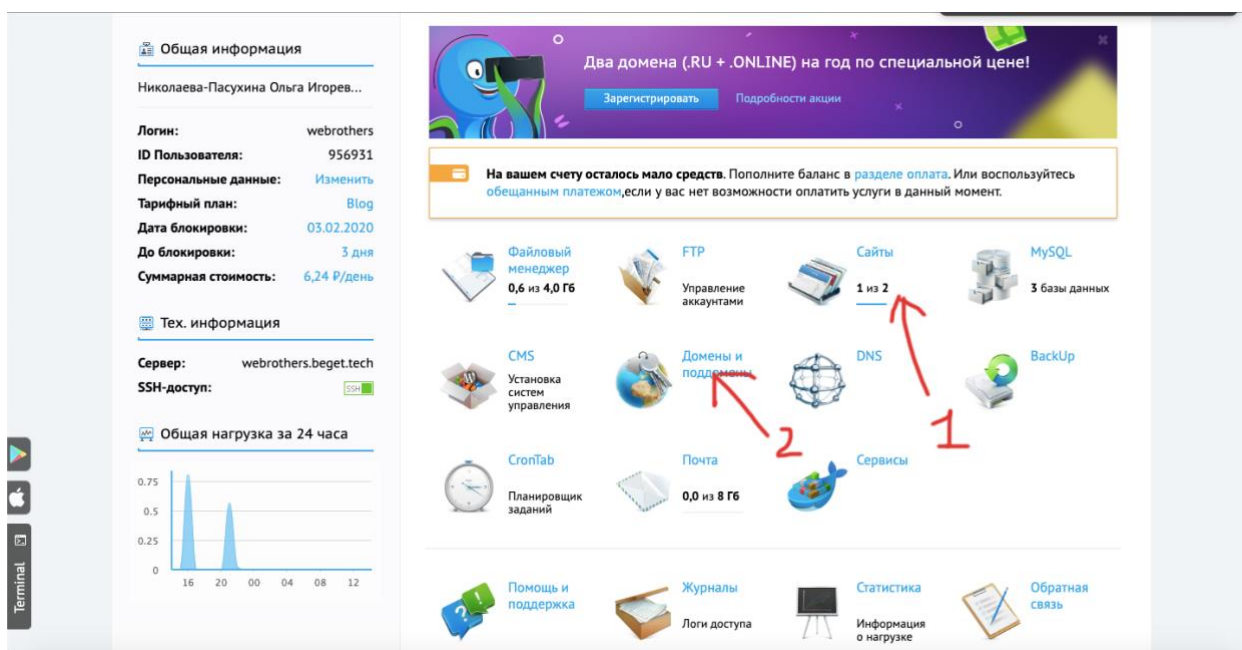 Общая информация
Николаева-Пасухина Ольга Игорев...
Логин: webrothers
ID Пользователя: 956931
Персональные данные: Изменить
Тарифный план: Blog
Дата блокировки: 03.02.2020
До блокировки: 3 дня
Суммарная стоимость: 6,24 ₽/день
Тех. информация
Сервер: webrothers.beget.tech
SSH-доступ: SSH
Общая нагрузка за 24 часа
0.75
0.5
0.25
0
16 20 00 04 08 12
Terminal
Два домена (.RU + .ONLINE) на год по специальной цене!
Зарегистрировать Подробности акции
На вашем счету осталось мало средств. Пополните баланс в разделе оплата. Или воспользуйтесь
обещанным платежом,если у вас нет возможности оплатить услуги в данный момент.
Файловый
менеджер
0,6 из 4,0 Гб
FTP
Управление
аккаунтами
Сайты
1 из 2
MySQL
3 базы данных
CMS
Установка
систем
управления
Домены и
поддомены
DNS
BackUp
2
1
CronTab
Планировщик
заданий
Почта
0,0 из 8 Гб
Сервисы
Помощь и
поддержка
Журналы
Логи доступа
Статистика
Информация
о нагрузке
Обратная
связь